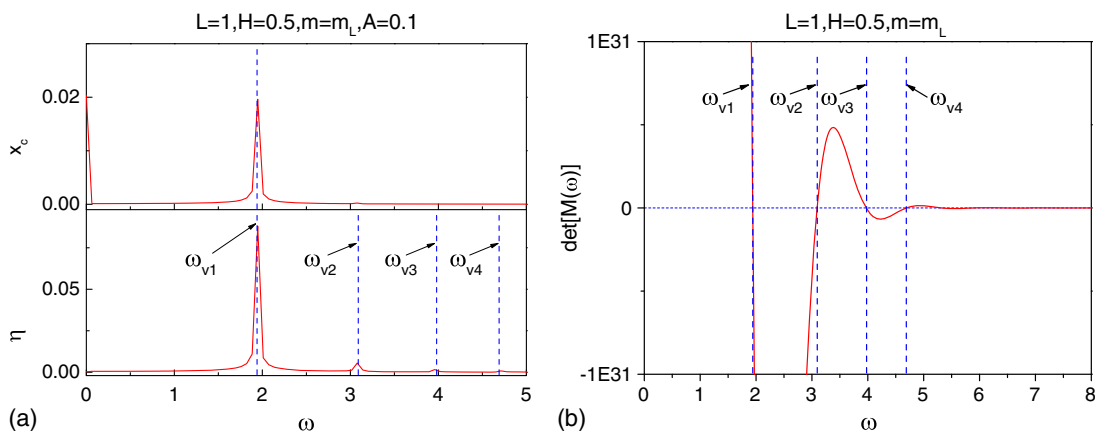 L=1,H=0.5,m=m_L,A=0.1
x_c
0.02
0.00
η
0.05
0.00
ω_v1
ω_v2
ω_v3
ω_v4
0 1 2 3 4 5
ω
(a)
L=1,H=0.5,m=m_L
det[M(ω)]
1E31
0
-1E31
ω_v1
ω_v2
ω_v3
ω_v4
0 1 2 3 4 5 6 7 8
ω
(b)